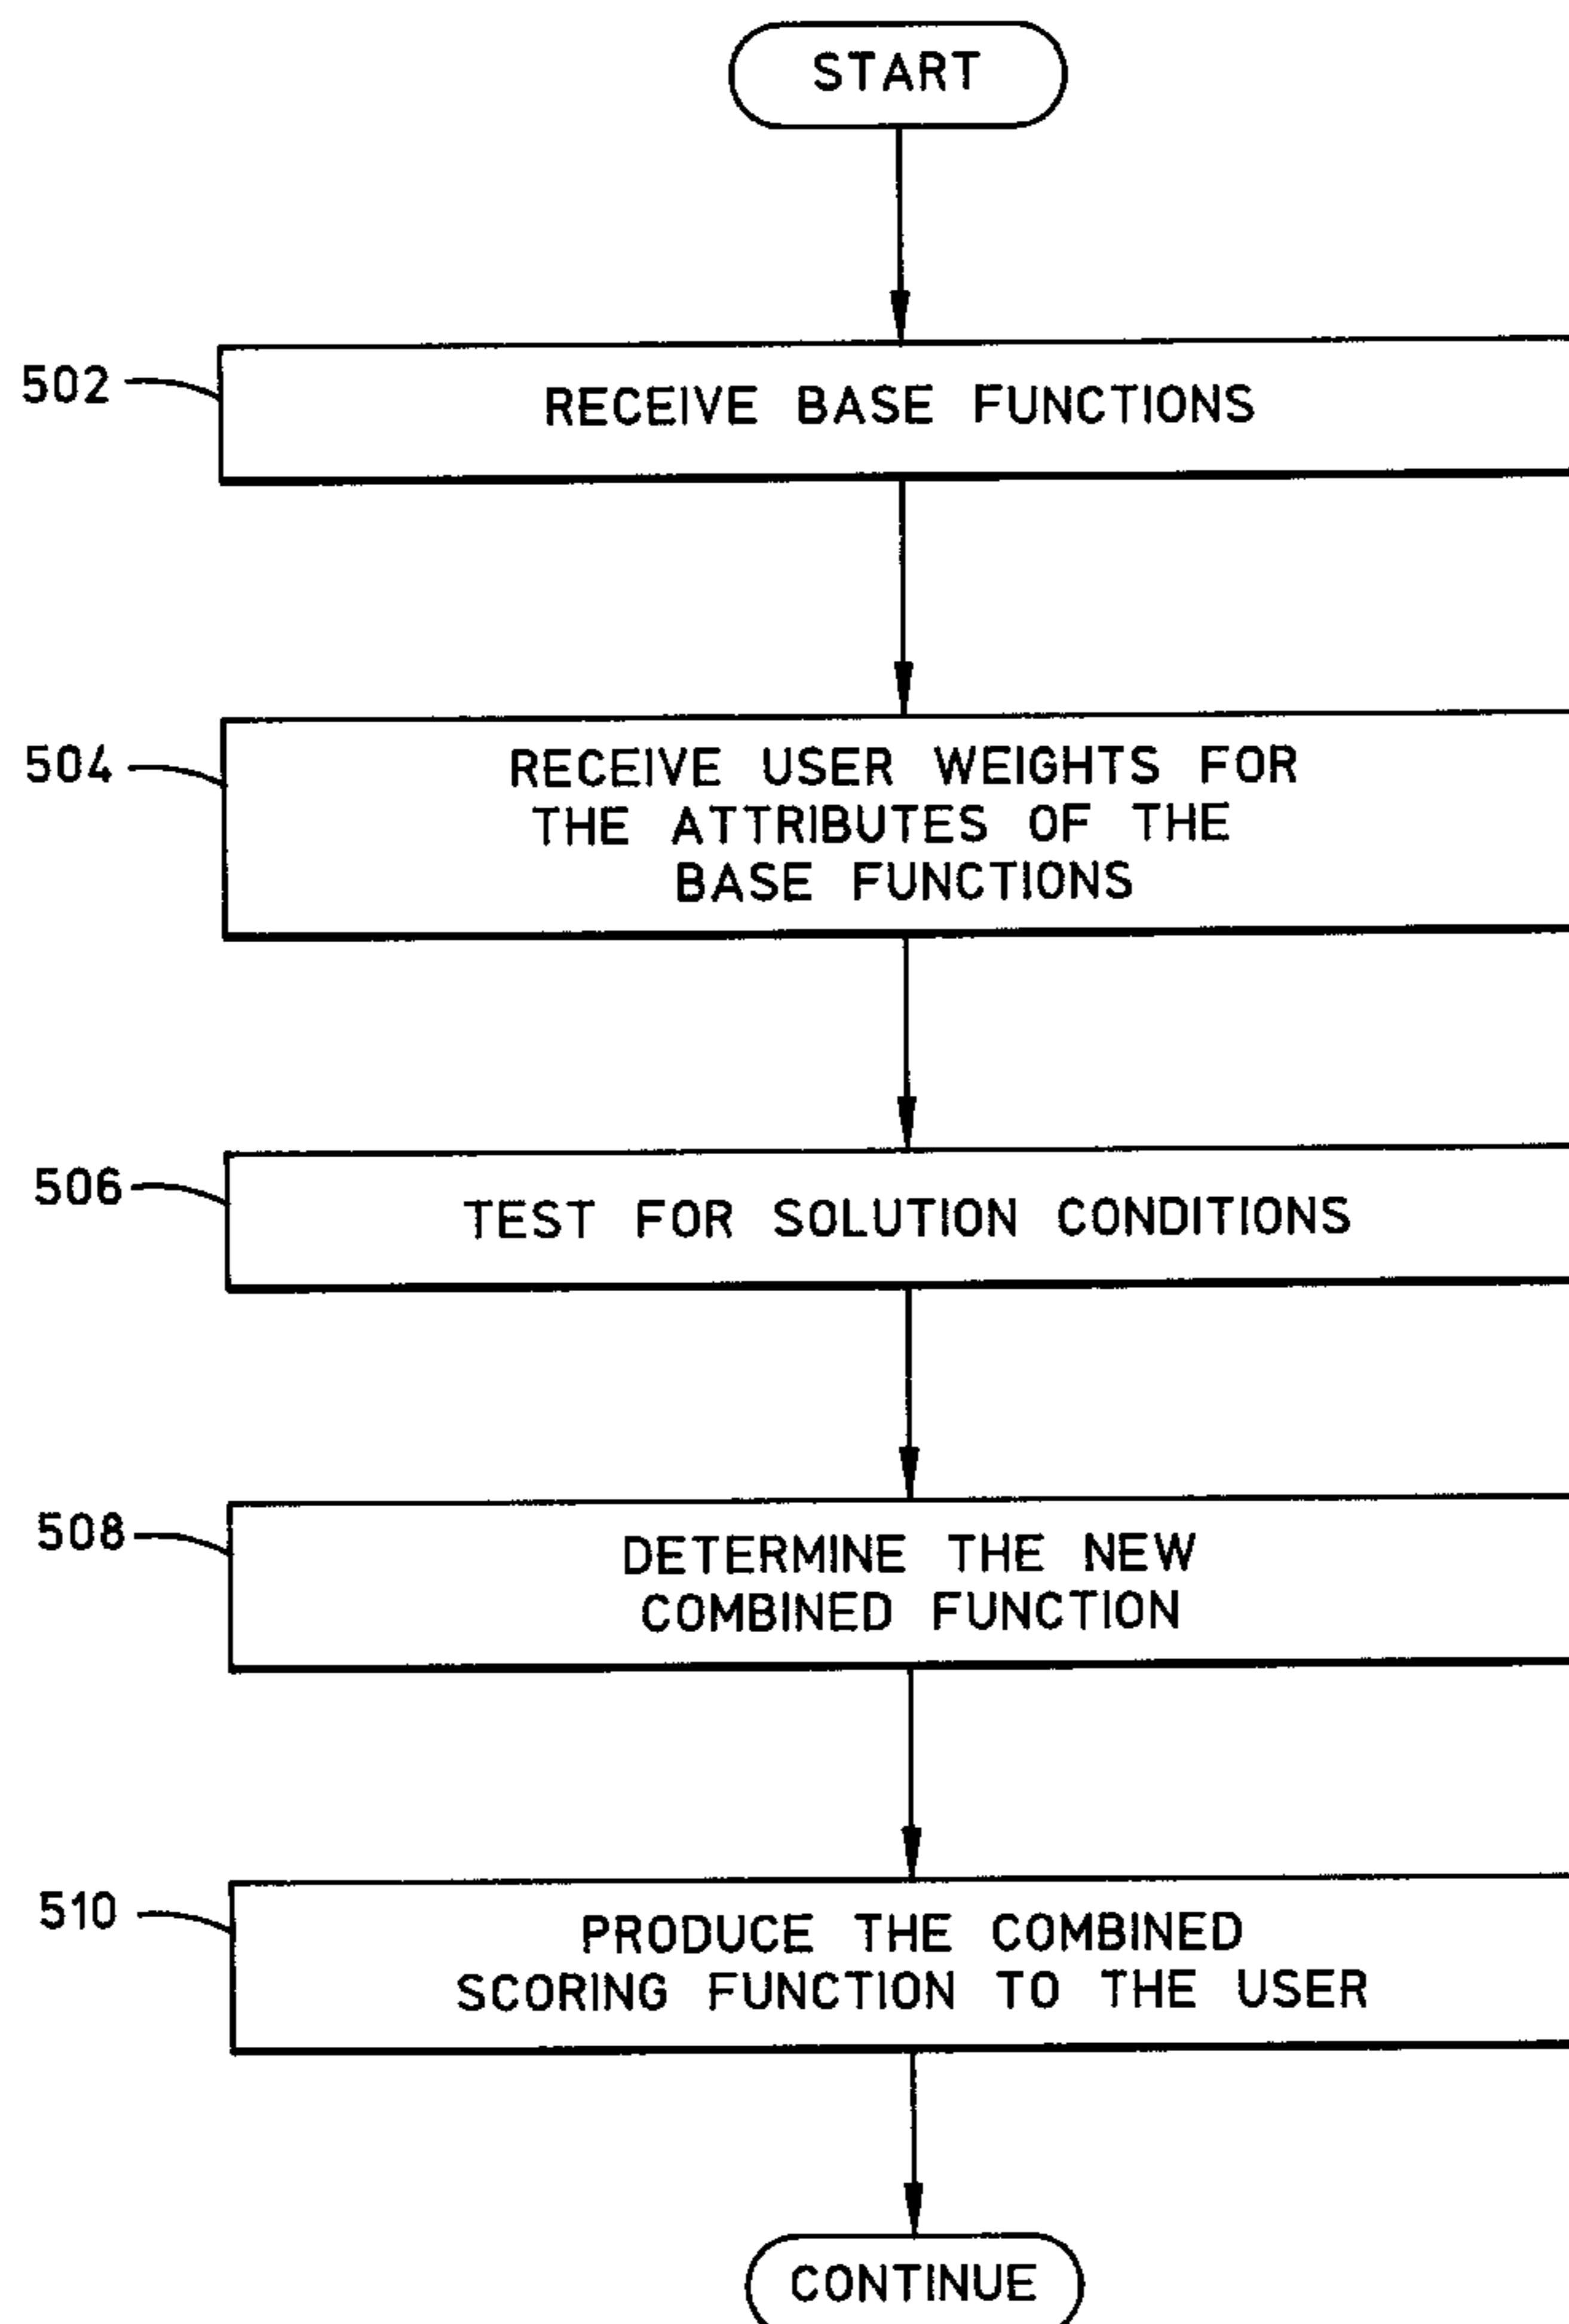 START
502
RECEIVE BASE FUNCTIONS
504
RECEIVE USER WEIGHTS FOR
THE ATTRIBUTES OF THE
BASE FUNCTIONS
506
TEST FOR SOLUTION CONDITIONS
508
DETERMINE THE NEW
COMBINED FUNCTION
510
PRODUCE THE COMBINED
SCORING FUNCTION TO THE USER
CONTINUE